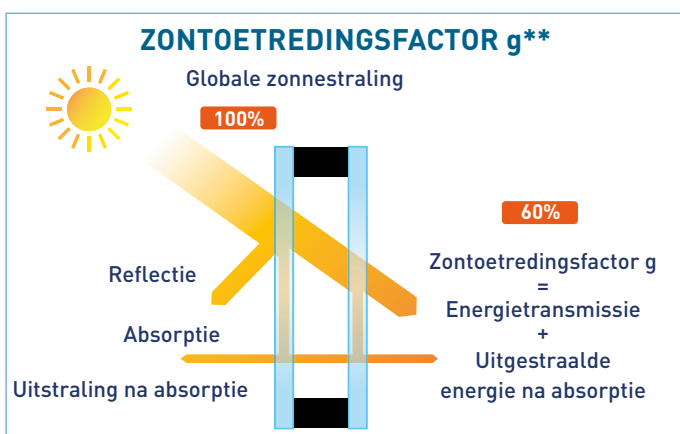 ZONTOETREDINGSFACTOR g**
Globale zonnestraling
100%
60%
Reflectie
Absorptie
Uitstraling na absorptie
Zontoetredingsfactor g
=
Energietransmissie
+
Uitgestraalde
energie na absorptie